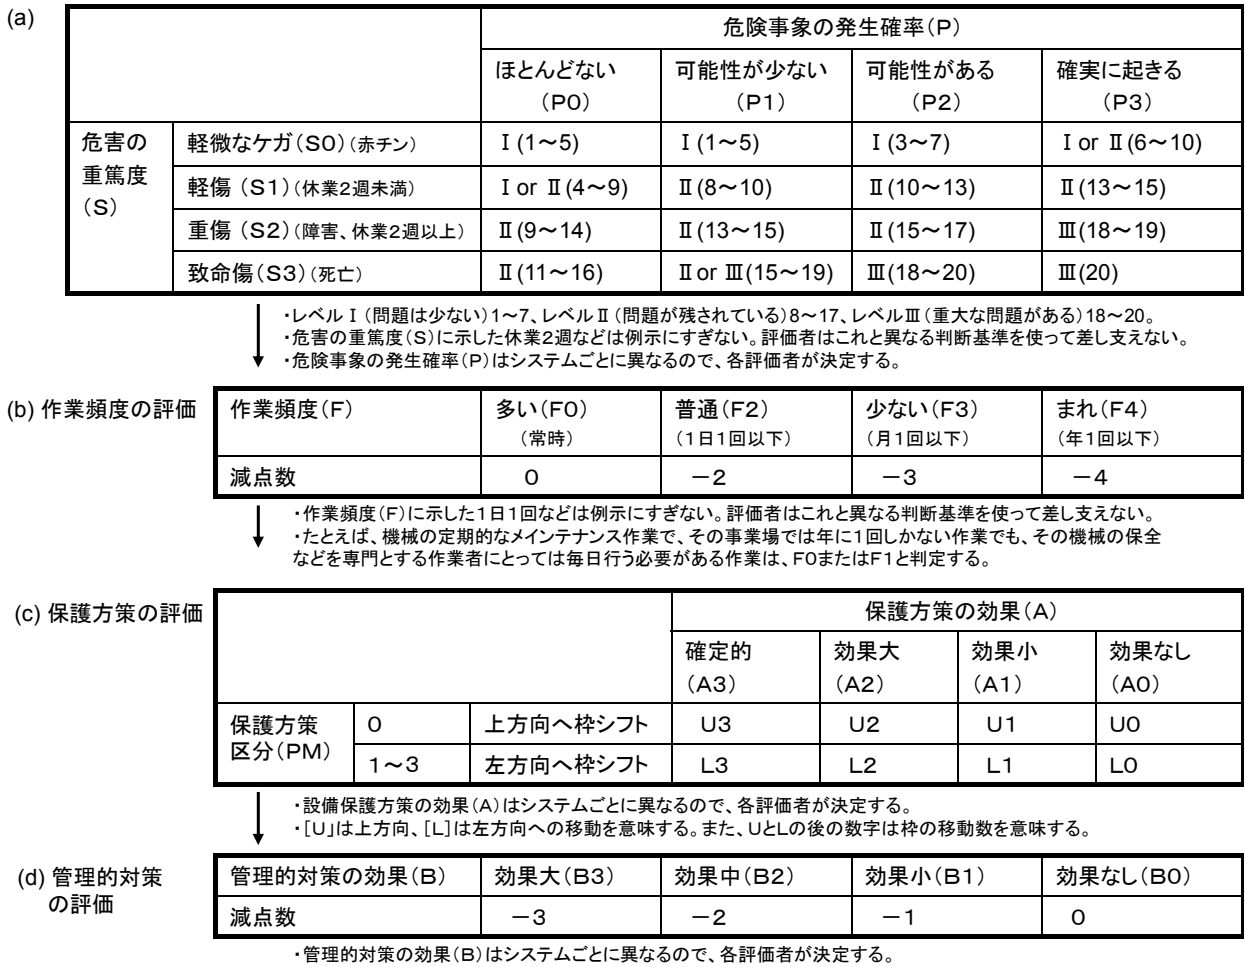 (a)
危険事象の発生確率(P)
ほとんどない 可能性が少ない 可能性がある 確実に起きる
(P0) (P1) (P2) (P3)
危害の重篤度(S) 軽微なケガ(S0)(赤チン) Ⅰ(1～5) Ⅰ(1～5) Ⅰ(3～7) Ⅰ or Ⅱ(6～10)
軽傷 (S1)(休業2週未満) Ⅰ or Ⅱ(4～9) Ⅱ(8～10) Ⅱ(10～13) Ⅱ(13～15)
重傷 (S2)(障害、休業2週以上) Ⅱ(9～14) Ⅱ(13～15) Ⅱ(15～17) Ⅲ(18～19)
致命傷(S3)(死亡) Ⅱ(11～16) Ⅱ or Ⅲ(15～19) Ⅲ(18～20) Ⅲ(20)
・レベルⅠ(問題は少ない)1～7、レベルⅡ(問題が残されている)8～17、レベルⅢ(重大な問題がある)18～20。
・危害の重篤度(S)に示した休業2週などは例示にすぎない。評価者はこれと異なる判断基準を使って差し支えない。
・危険事象の発生確率(P)はシステムごとに異なるので、各評価者が決定する。
(b) 作業頻度の評価
作業頻度(F) 多い(F0) 普通(F2) 少ない(F3) まれ(F4)
(常時) (1日1回以下) (月1回以下) (年1回以下)
減点数 0 －2 －3 －4
・作業頻度(F)に示した1日1回などは例示にすぎない。評価者はこれと異なる判断基準を使って差し支えない。
・たとえば、機械の定期的なメインテナンス作業で、その事業場では年に1回しかない作業でも、その機械の保全
などを専門とする作業者にとっては毎日行う必要がある作業は、F0またはF1と判定する。
(c) 保護方策の評価
保護方策の効果(A)
確定的 効果大 効果小 効果なし
(A3) (A2) (A1) (A0)
保護方策 0 上方向へ枠シフト U3 U2 U1 U0
区分(PM) 1～3 左方向へ枠シフト L3 L2 L1 L0
・設備保護方策の効果(A)はシステムごとに異なるので、各評価者が決定する。
・[U」は上方向、[L]は左方向への移動を意味する。また、UとLの後の数字は枠の移動数を意味する。
(d) 管理的対策
の評価
管理的対策の効果(B) 効果大(B3) 効果中(B2) 効果小(B1) 効果なし(B0)
減点数 －3 －2 －1 0
・管理的対策の効果(B)はシステムごとに異なるので、各評価者が決定する。